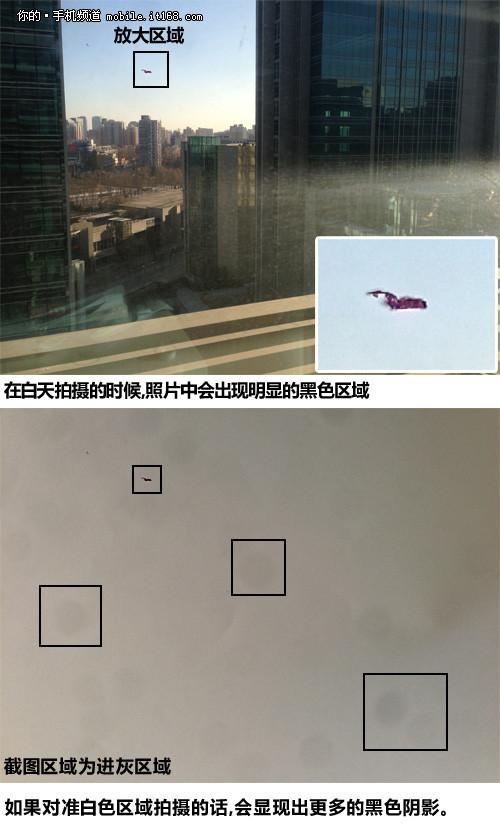 你的·手机频道 mobile.it168.com
放大区域
在白天拍摄的时候,照片中会出现明显的黑色区域
截图区域为进灰区域
如果对准白色区域拍摄的话,会显现出更多的黑色阴影。